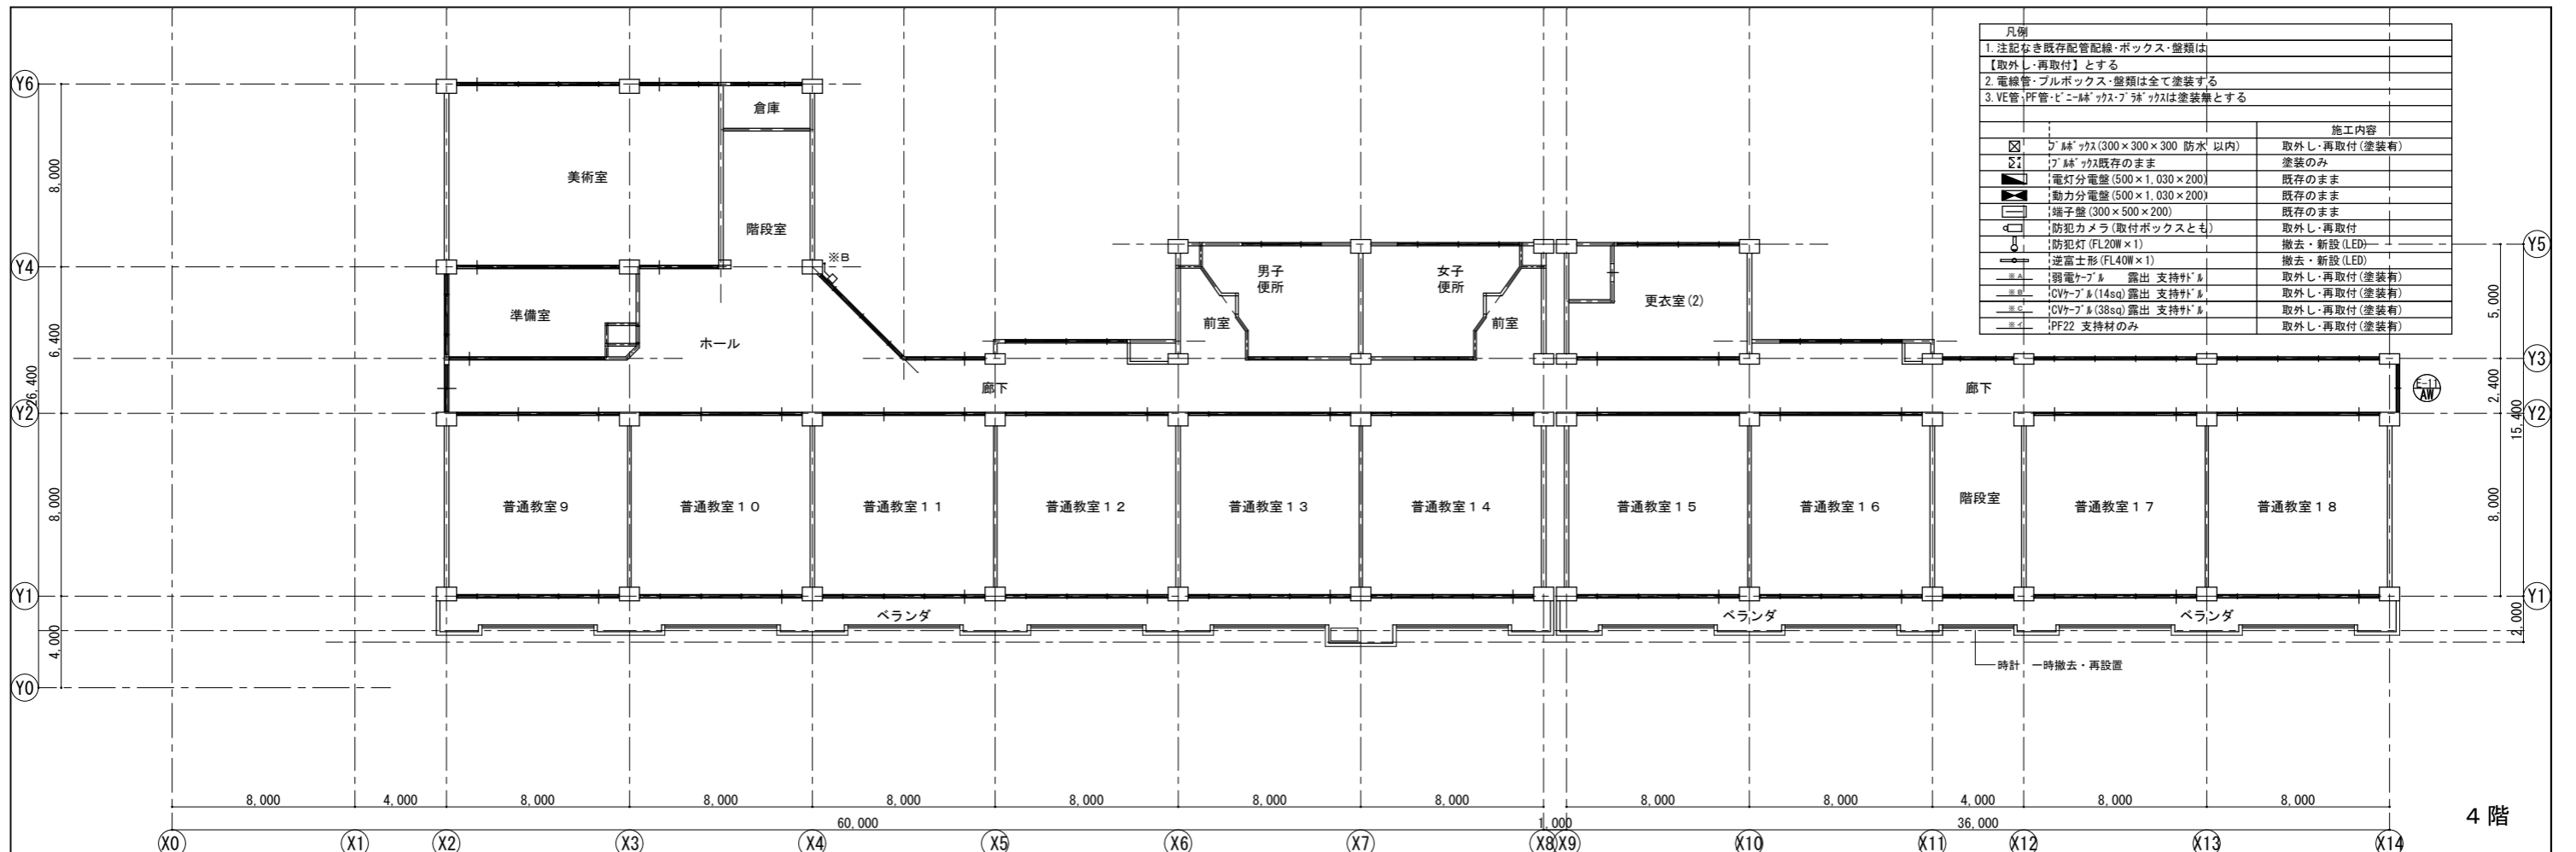 凡例
1. 注記なき既存配管配線･ボックス･盤類は
【取外し･再取付】とする
2. 電線管･プルボックス･盤類は全て塗装する
3. VE管･PF管･ビニールボックス･プラボックスは塗装無とする
施工内容
プルボックス(300×300×300 防水 以内) 取外し･再取付(塗装有)
プルボックス既存のまま 塗装のみ
電灯分電盤(500×1,030×200) 既存のまま
動力分電盤(500×1,030×200) 既存のまま
端子盤(300×500×200) 既存のまま
防犯カメラ(取付ボックスとも) 取外し･再取付
防犯灯(FL20W×1) 撤去・新設(LED)
逆富士形(FL40W×1) 撤去・新設(LED)
※A 弱電ケーブル 露出 支持サドル 取外し･再取付(塗装有)
※B CVケーブル(14sq)露出 支持サドル 取外し･再取付(塗装有)
※C CVケーブル(38sq)露出 支持サドル 取外し･再取付(塗装有)
※イ PF22 支持材のみ 取外し･再取付(塗装有)
Y6
倉庫
8,000
美術室
階段室
Y5
※B
Y4
男子
便所
女子
便所
更衣室(2)
5,000
準備室
前室
前室
6,400
ホール
Y3
Y3
廊下
廊下
E-11
AW
2,400
26,400
Y2
Y2
15,400
8,000
普通教室9
普通教室10
普通教室11
普通教室12
普通教室13
普通教室14
普通教室15
普通教室16
階段室
普通教室17
普通教室18
8,000
Y1
Y1
ベランダ
ベランダ
ベランダ
2,000
4,000
時計 一時撤去・再設置
Y0
8,000 4,000 8,000 8,000 8,000 8,000 8,000 8,000 8,000 8,000 4,000 8,000 8,000
60,000 1,000 36,000
4階
X0 X1 X2 X3 X4 X5 X6 X7 X8 X9 X10 X11 X12 X13 X14